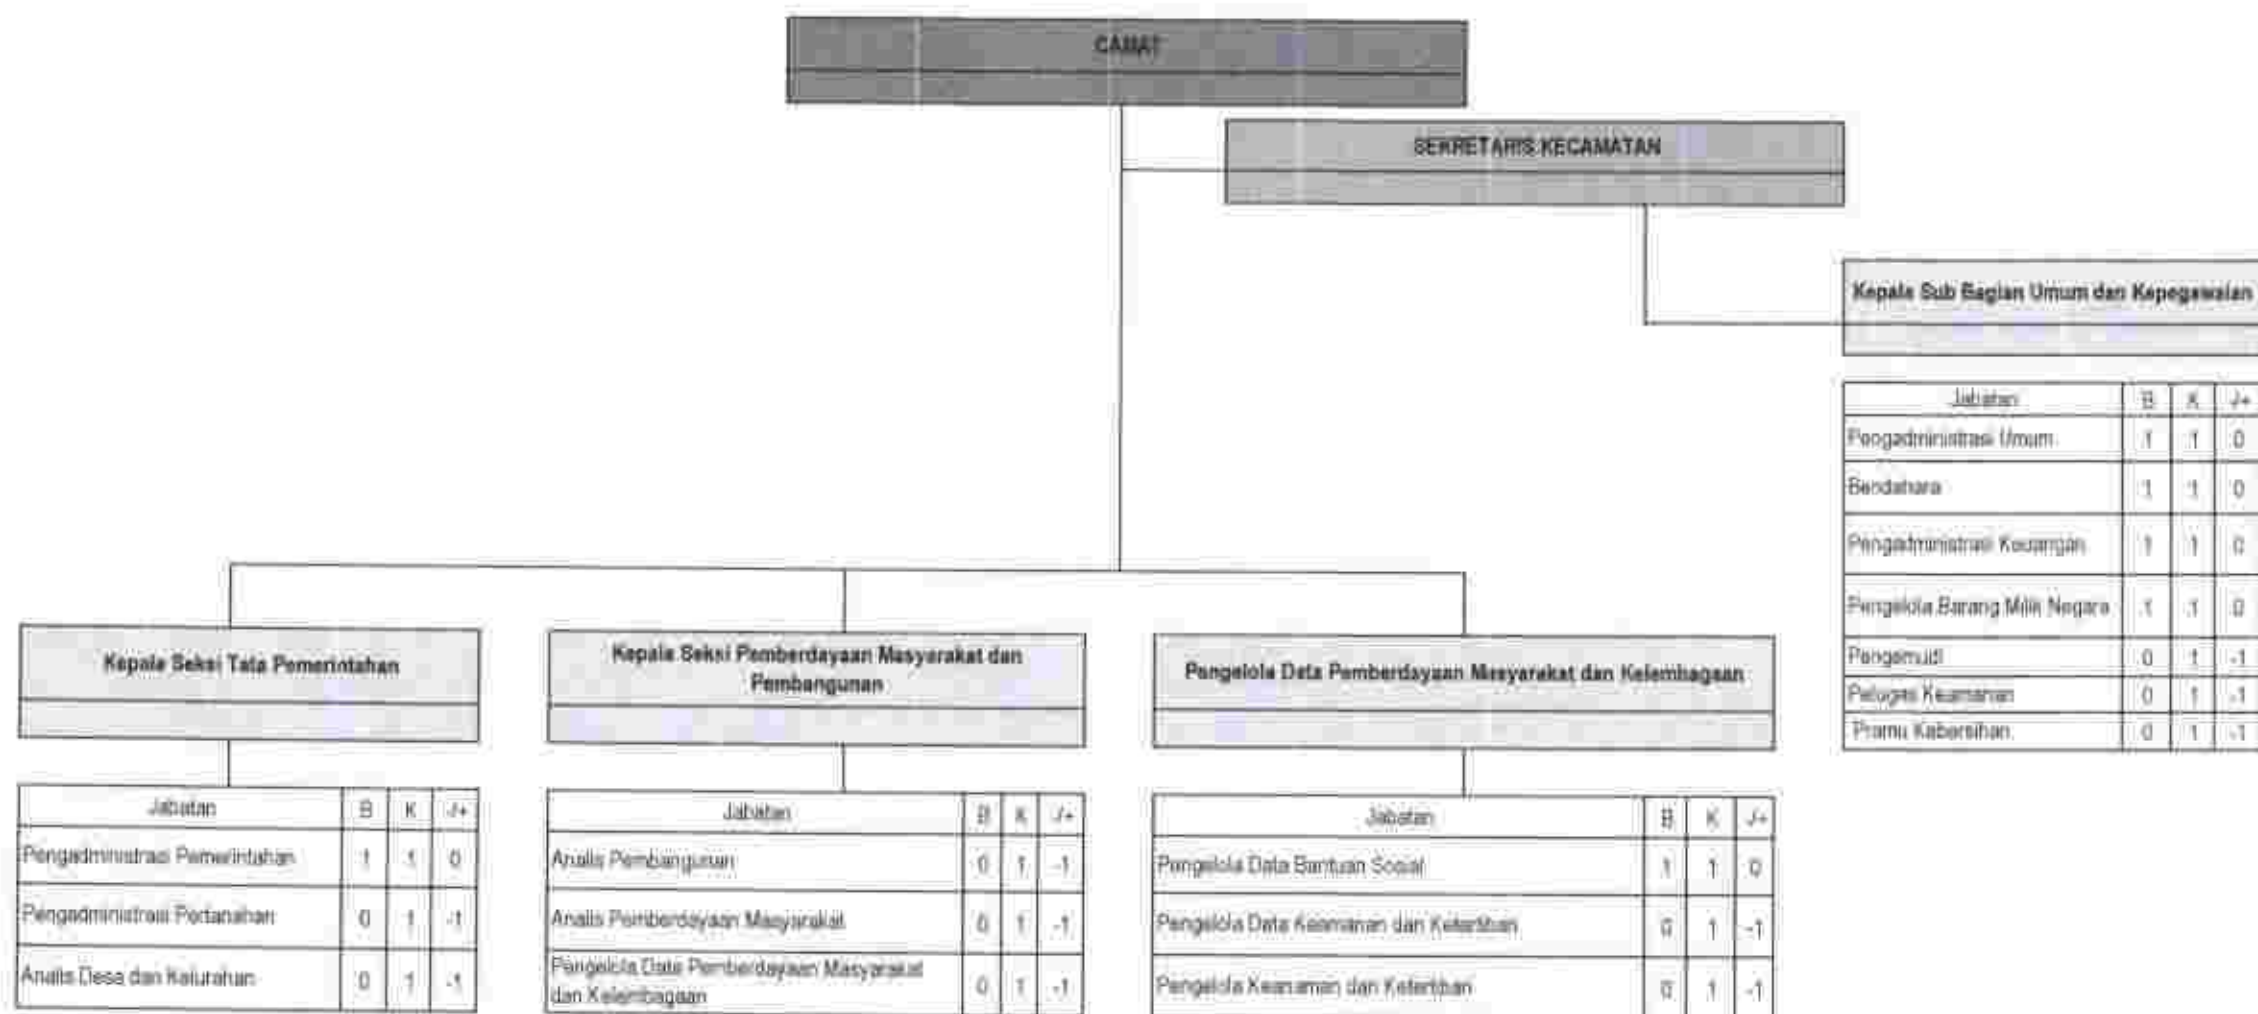 CAMAT
SEKRETARIS KECAMATAN
Kepala Sub Bagian Umum dan Kepegawaian
Jabatan B K -/+
Pengadministrasi Umum 1 1 0
Bendahara 1 1 0
Pengadministrasi Keuangan 1 1 0
Pengelola Barang Milik Negara 1 1 0
Pengemudi 0 1 -1
Petugas Keamanan 0 1 -1
Pramu Kebersihan 0 1 -1
Kepala Seksi Tata Pemerintahan
Jabatan B K -/+
Pengadministrasi Pemerintahan 1 1 0
Pengadministrasi Pertanahan 0 1 -1
Analis Desa dan Kelurahan 0 1 -1
Kepala Seksi Pemberdayaan Masyarakat dan
Pembangunan
Jabatan B K -/+
Analis Pembangunan 0 1 -1
Analis Pemberdayaan Masyarakat 0 1 -1
Pengelola Data Pemberdayaan Masyarakat
dan Kelembagaan 0 1 -1
Pengelola Data Pemberdayaan Masyarakat dan Kelembagaan
Jabatan B K -/+
Pengelola Data Bantuan Sosial 1 1 0
Pengelola Data Keamanan dan Ketertiban 0 1 -1
Pengelola Keamanan dan Ketertiban 0 1 -1